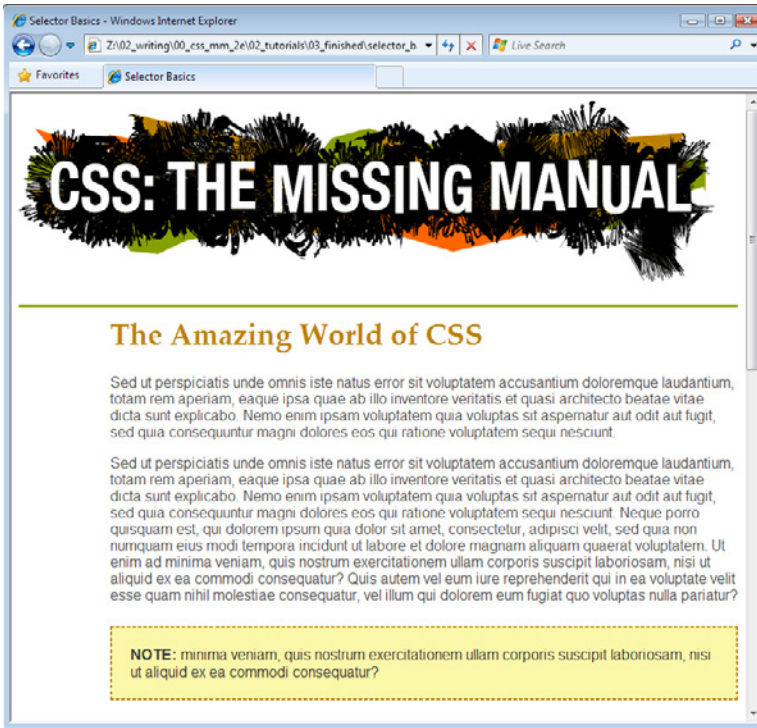 Selector Basics - Windows Internet Explorer
Z:\02_writing\00_css_mm_2e\02_tutorials\03_finished\selector_b
Live Search
Favorites
Selector Basics
CSS: THE MISSING MANUAL
The Amazing World of CSS
Sed ut perspiciatis unde omnis iste natus error sit voluptatem accusantium doloremque laudantium,
totam rem aperiam, eaque ipsa quae ab illo inventore veritatis et quasi architecto beatae vitae
dicta sunt explicabo. Nemo enim ipsam voluptatem quia voluptas sit aspernatur aut odit aut fugit,
sed quia consequuntur magni dolores eos qui ratione voluptatem sequi nesciunt.
Sed ut perspiciatis unde omnis iste natus error sit voluptatem accusantium doloremque laudantium,
totam rem aperiam, eaque ipsa quae ab illo inventore veritatis et quasi architecto beatae vitae
dicta sunt explicabo. Nemo enim ipsam voluptatem quia voluptas sit aspernatur aut odit aut fugit,
sed quia consequuntur magni dolores eos qui ratione voluptatem sequi nesciunt. Neque porro
quisquam est, qui dolorem ipsum quia dolor sit amet, consectetur, adipisci velit, sed quia non
numquam eius modi tempora incidunt ut labore et dolore magnam aliquam quaerat voluptatem. Ut
enim ad minima veniam, quis nostrum exercitationem ullam corporis suscipit laboriosam, nisi ut
aliquid ex ea commodi consequatur? Quis autem vel eum iure reprehenderit qui in ea voluptate velit
esse quam nihil molestiae consequatur, vel illum qui dolorem eum fugiat quo voluptas nulla pariatur?
NOTE: minima veniam, quis nostrum exercitationem ullam corporis suscipit laboriosam, nisi
ut aliquid ex ea commodi consequatur?